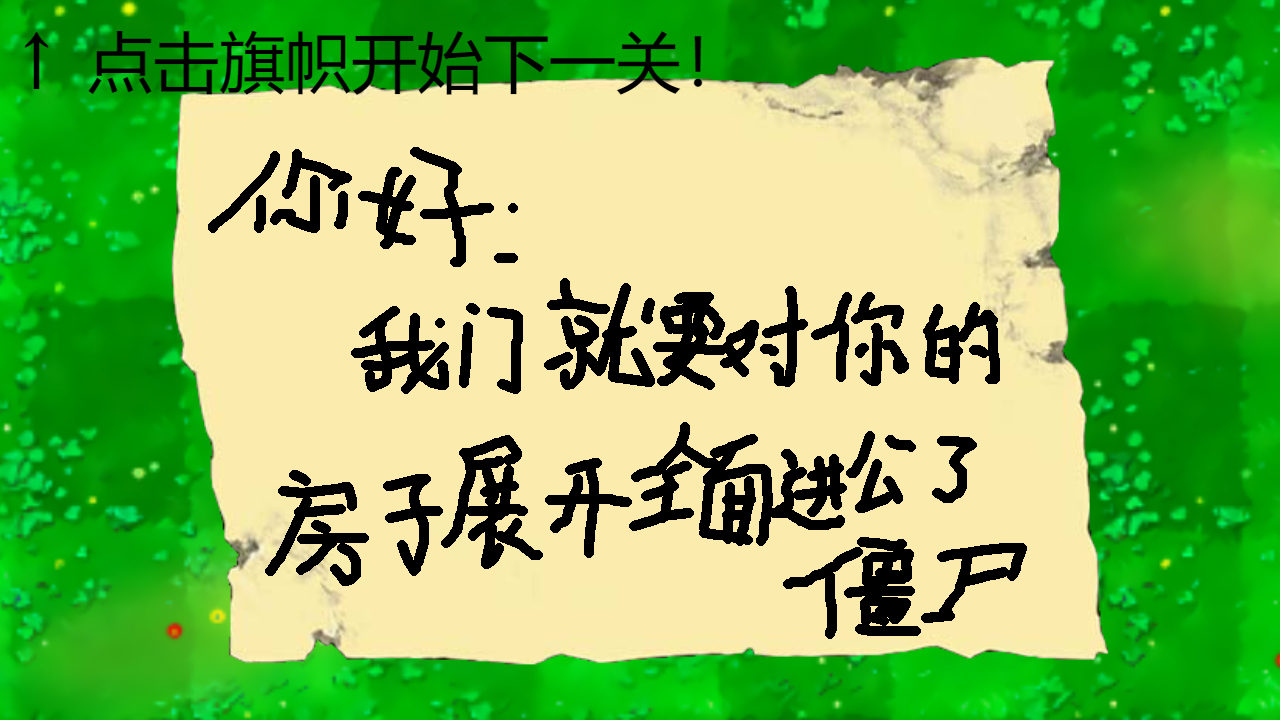 ↑ 点击旗帜开始下一关！
你好：
我们就要对你的
房子展开全面进公了
僵尸